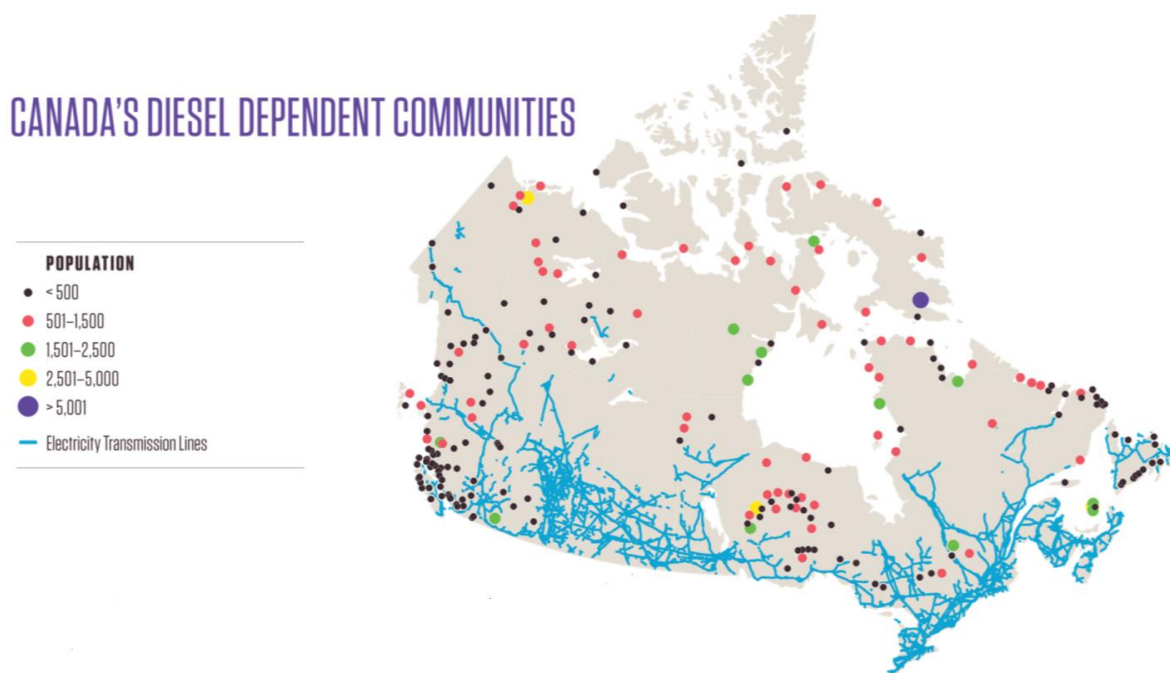 CANADA'S DIESEL DEPENDENT COMMUNITIES
POPULATION
< 500
501–1,500
1,501–2,500
2,501–5,000
> 5,001
Electricity Transmission Lines